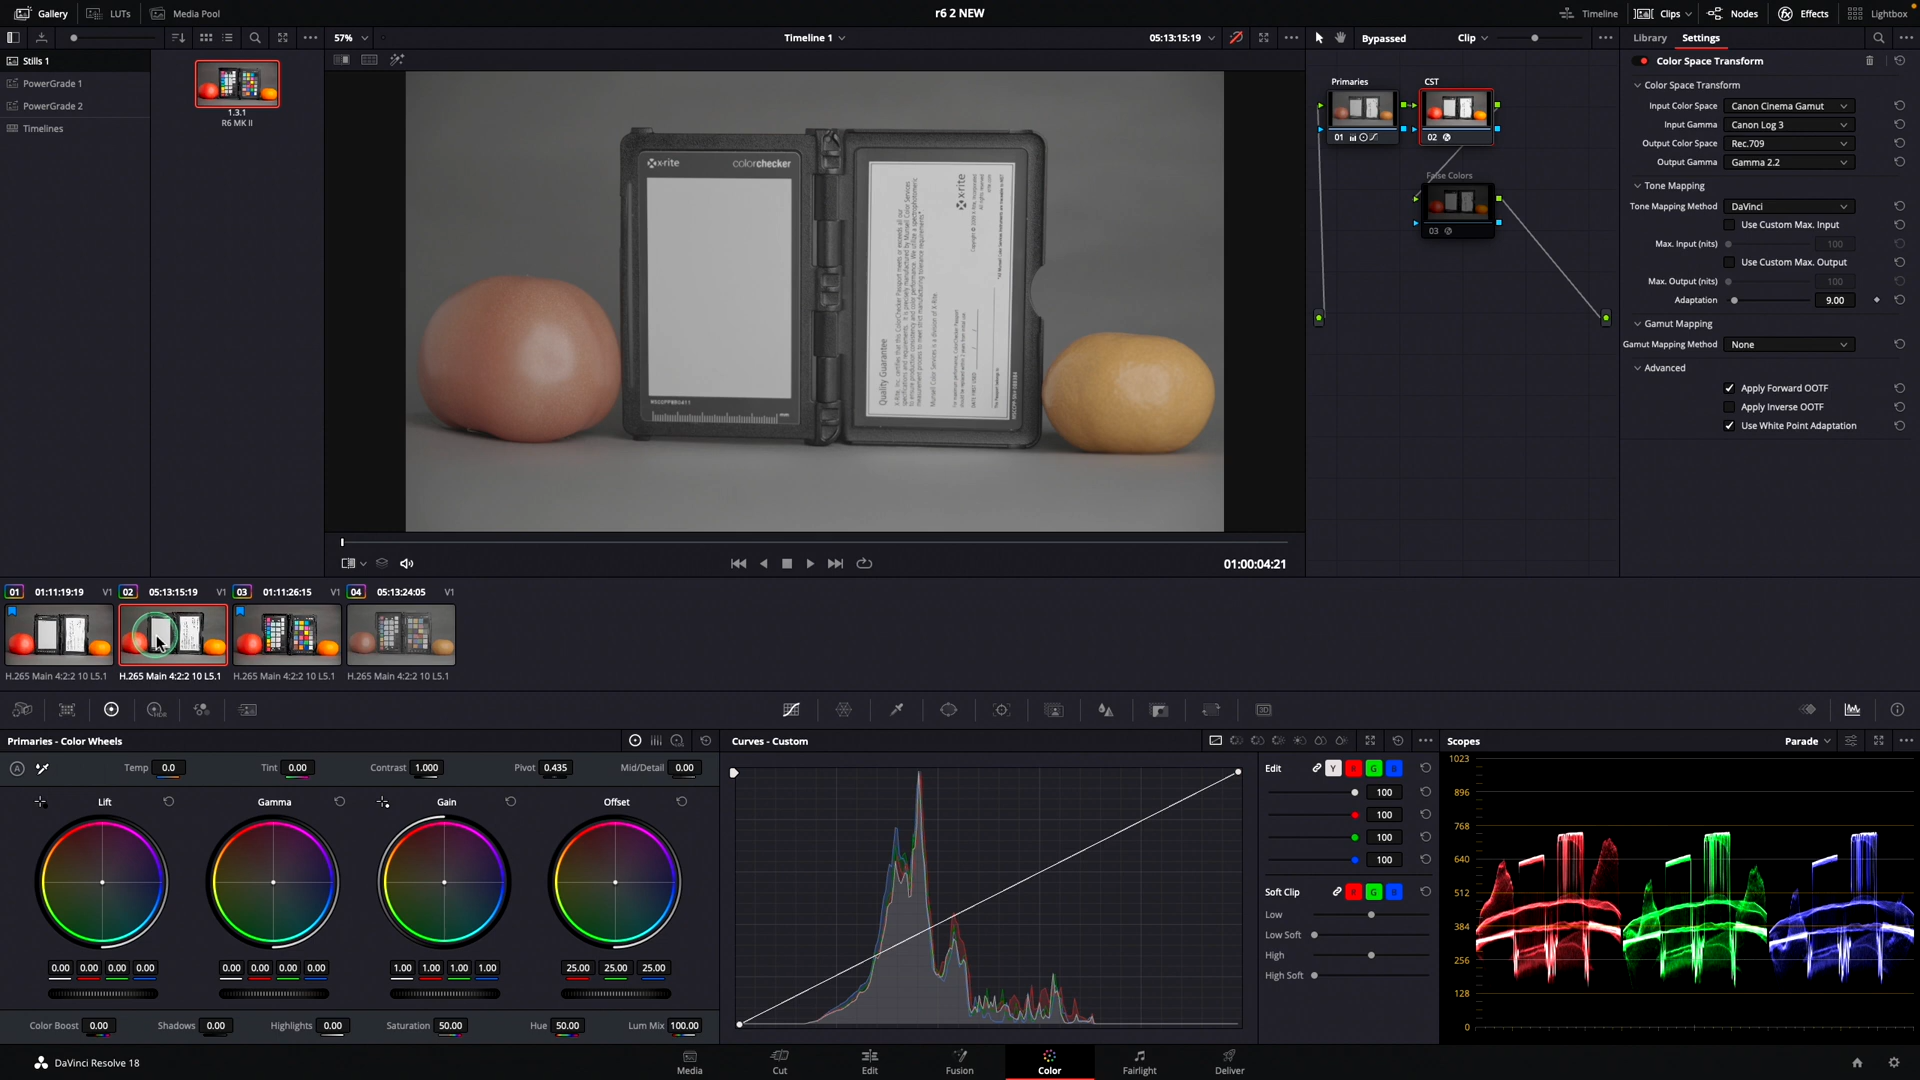 Gallery LUTs Media Pool r6 2 NEW Timeline Clips Nodes Effects Lightbox
57% Timeline 1 05:13:15:19 Bypassed Clip Library Settings
Stills 1
PowerGrade 1
PowerGrade 2
Timelines
1.3.1
R6 MK II
x·rite colorchecker
MSCCPPBR0411
mm
Quality Guarantee
x·rite
Primaries CST
01 02
False Colors
03
Color Space Transform
Color Space Transform
Input Color Space Canon Cinema Gamut
Input Gamma Canon Log 3
Output Color Space Rec.709
Output Gamma Gamma 2.2
Tone Mapping
Tone Mapping Method DaVinci
Use Custom Max. Input
Max. Input (nits) 100
Use Custom Max. Output
Max. Output (nits) 100
Adaptation 9.00
Gamut Mapping
Gamut Mapping Method None
Advanced
Apply Forward OOTF
Apply Inverse OOTF
Use White Point Adaptation
01:00:04:21
01 01:11:19:19 V1 02 05:13:15:19 V1 03 01:11:26:15 V1 04 05:13:24:05 V1
H.265 Main 4:2:2 10 L5.1 H.265 Main 4:2:2 10 L5.1 H.265 Main 4:2:2 10 L5.1 H.265 Main 4:2:2 10 L5.1
HDR 3D
Primaries - Color Wheels
Temp 0.0 Tint 0.00 Contrast 1.000 Pivot 0.435 Mid/Detail 0.00
Lift Gamma Gain Offset
0.00 0.00 0.00 0.00 0.00 0.00 0.00 0.00 1.00 1.00 1.00 1.00 25.00 25.00 25.00
Color Boost 0.00 Shadows 0.00 Highlights 0.00 Saturation 50.00 Hue 50.00 Lum Mix 100.00
Curves - Custom
Edit Y R G B
100
100
100
100
Soft Clip R G B
Low
Low Soft
High
High Soft
Scopes Parade
1023
896
768
640
512
384
256
128
0
DaVinci Resolve 18
Media Cut Edit Fusion Color Fairlight Deliver